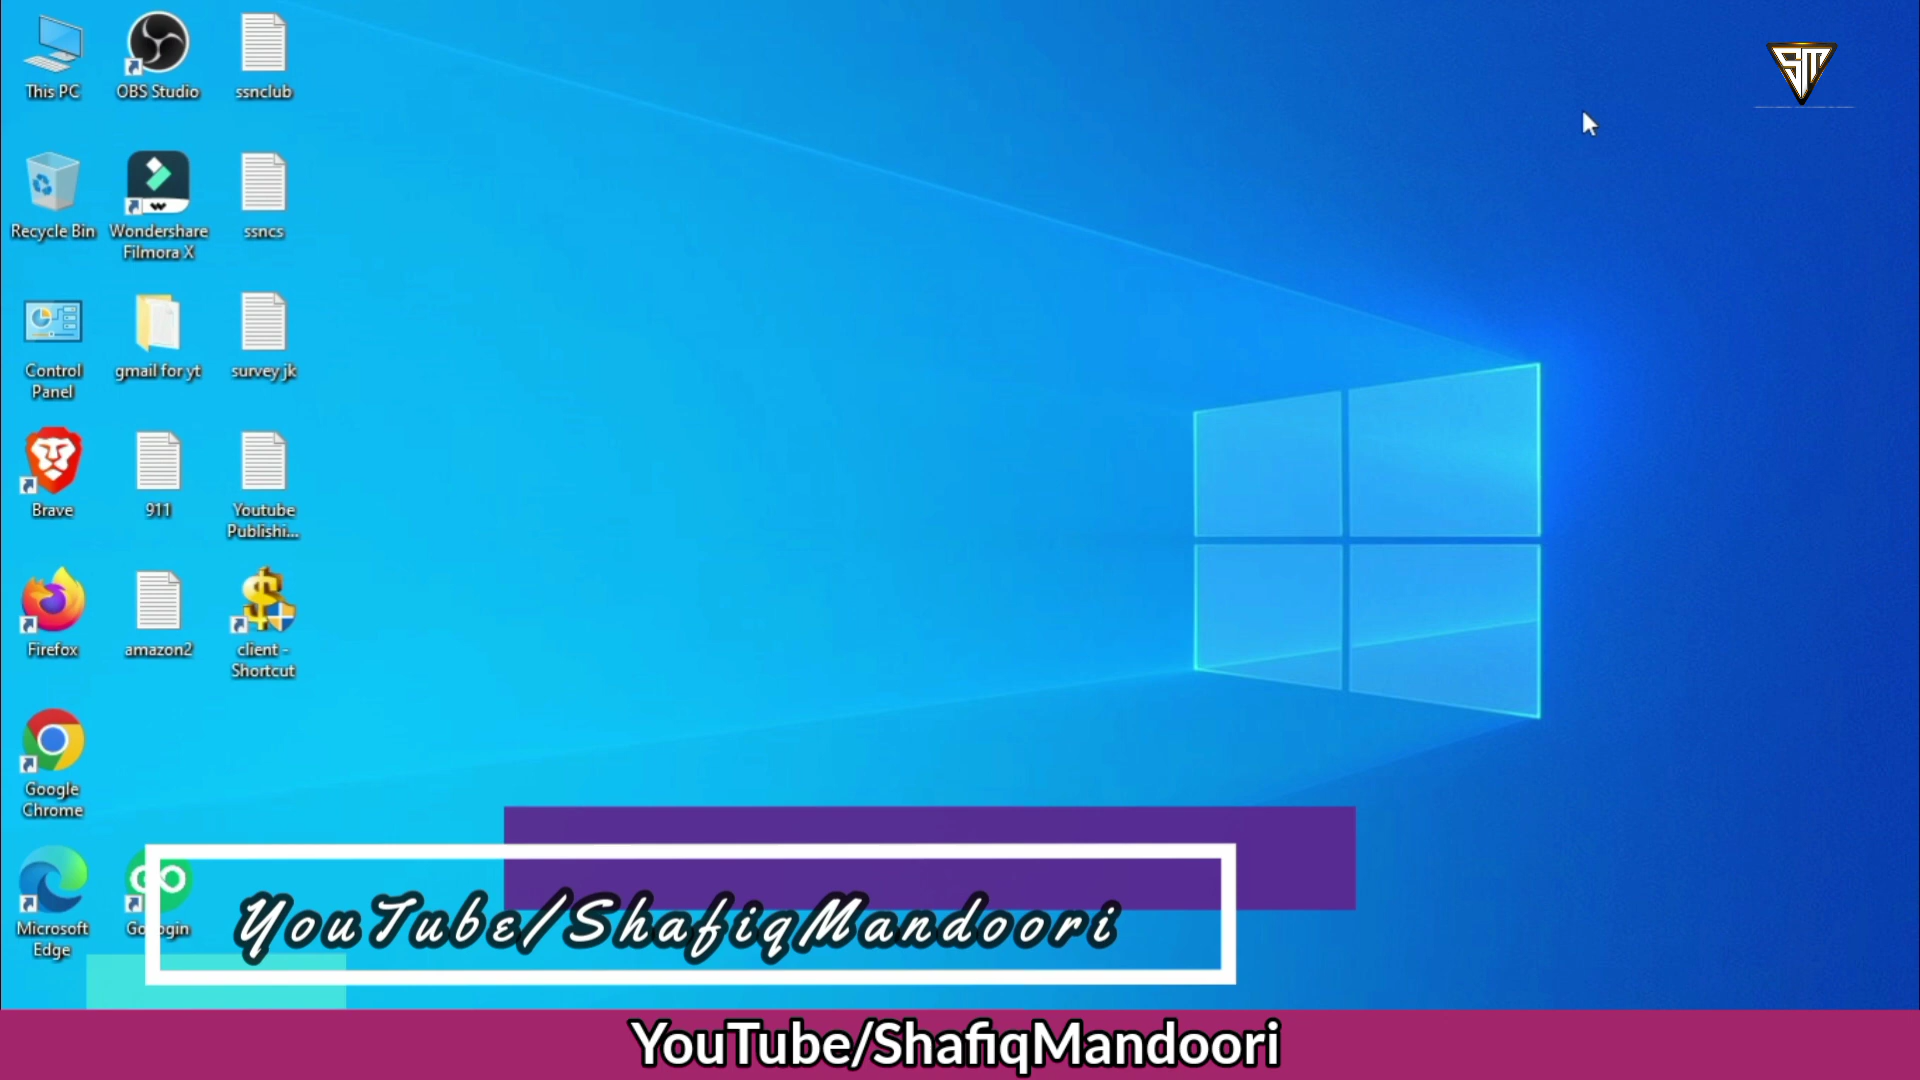 This PC
OBS Studio
ssnclub
SM
Recycle Bin
Wondershare
Filmora X
ssncs
Control
Panel
gmail for yt
survey jk
Brave
911
Youtube
Publishi...
Firefox
amazon2
client -
Shortcut
Google
Chrome
Microsoft
Edge
YouTube/ShafiqMandoori
YouTube/ShafiqMandoori